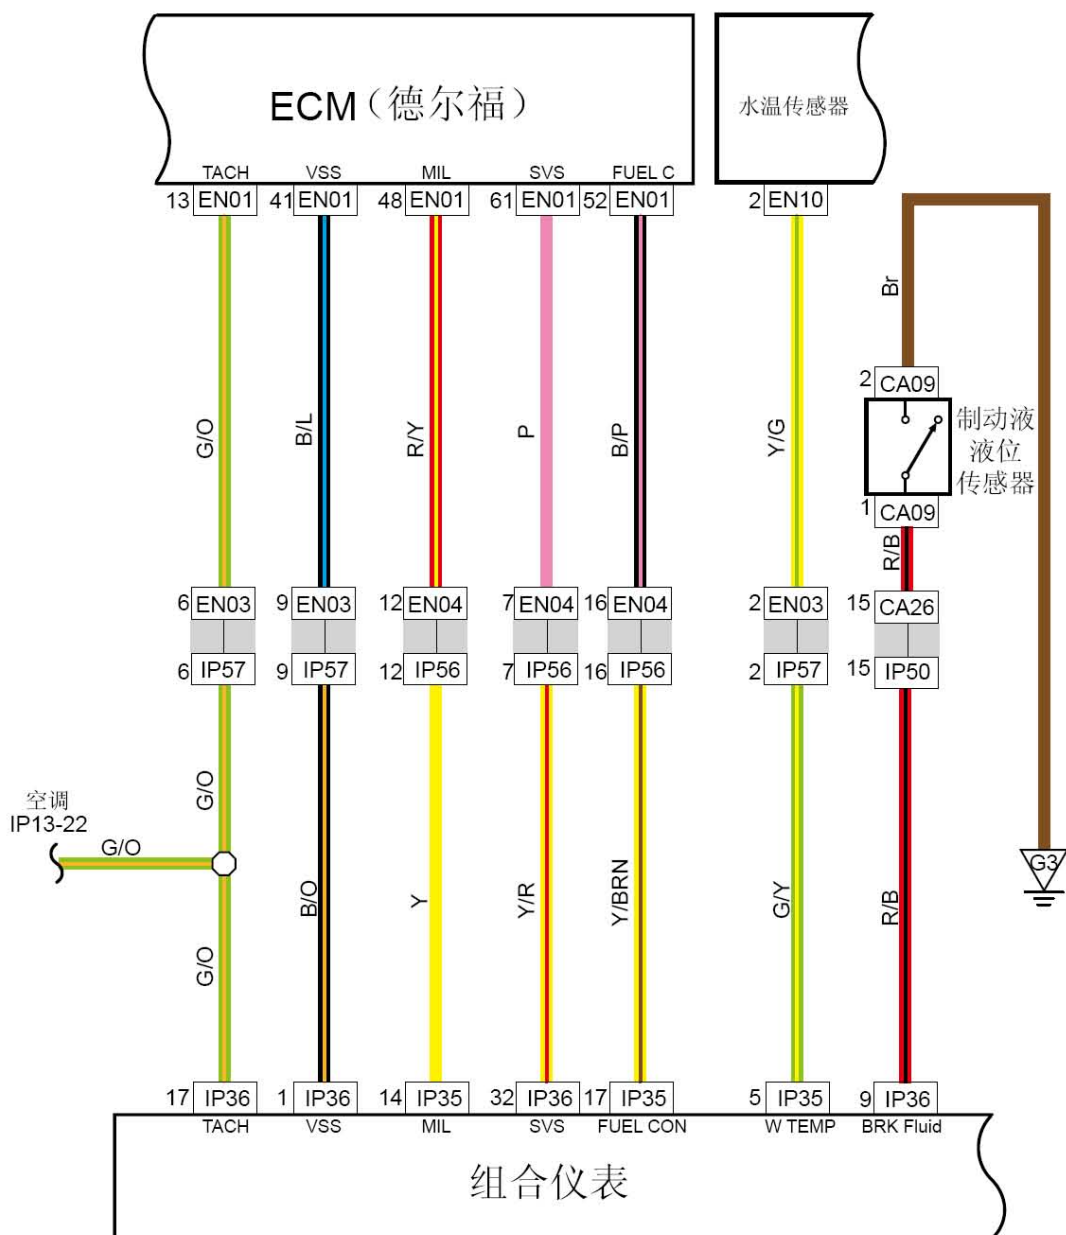 ECM（德尔福）
水温传感器
TACH VSS MIL SVS FUEL C
13 EN01 41 EN01 48 EN01 61 EN01 52 EN01 2 EN10
Br
2 CA09
制动液
液位
传感器
G/O B/L R/Y P B/P Y/G
1 CA09
R/B
6 EN03 9 EN03 12 EN04 7 EN04 16 EN04 2 EN03 15 CA26
6 IP57 9 IP57 12 IP56 7 IP56 16 IP56 2 IP57 15 IP50
G/O
空调
IP13-22
G/O
G3
G/O B/O Y Y/R Y/BRN G/Y R/B
17 IP36 1 IP36 14 IP35 32 IP36 17 IP35 5 IP35 9 IP36
TACH VSS MIL SVS FUEL CON W TEMP BRK Fluid
组合仪表